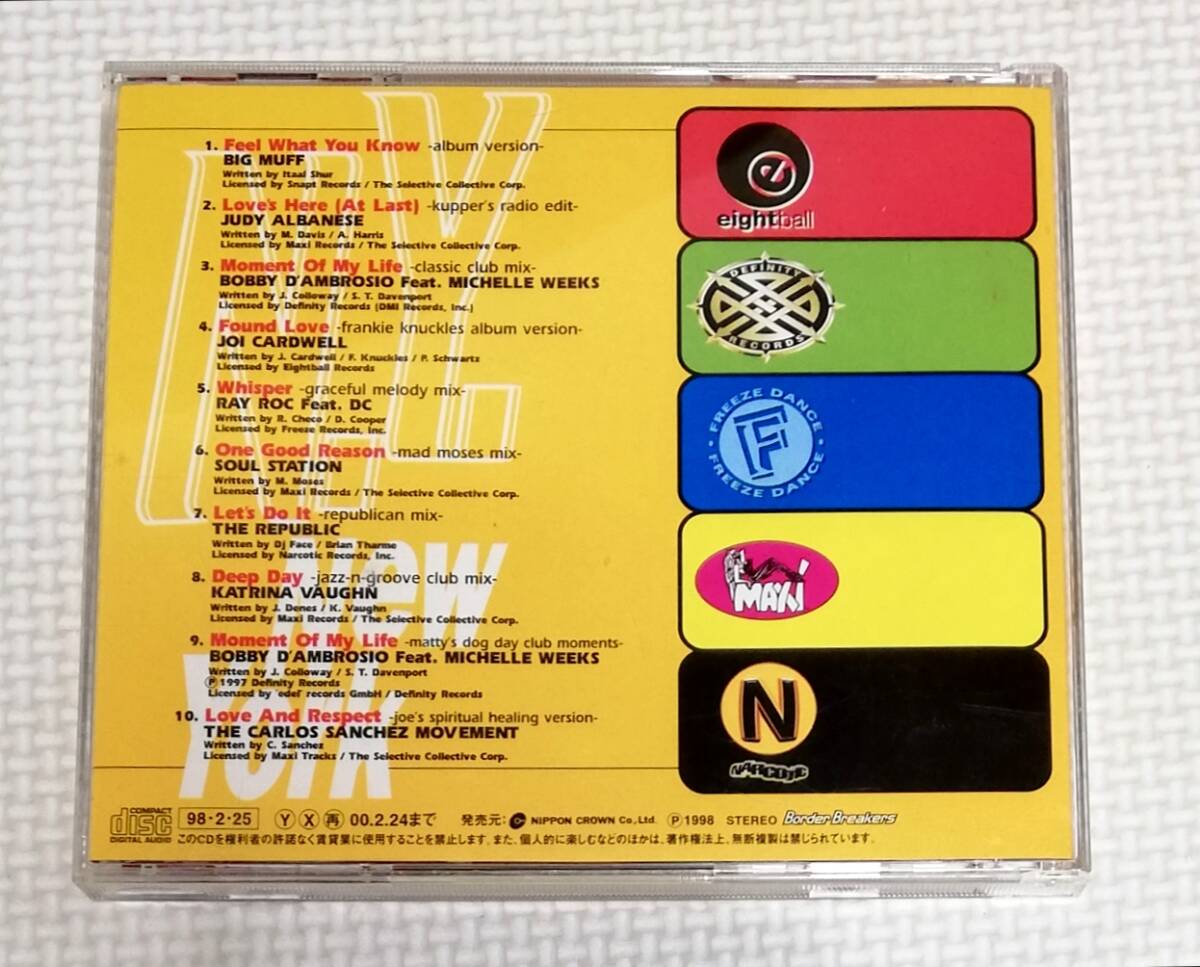 N.Y.
New
York
1. Feel What You Know -album version-
BIG MUFF
Written by Itaal Shur
Licensed by Snapt Records / The Selective Collective Corp.
2. Love's Here (At Last) -kupper's radio edit-
JUDY ALBANESE
Written by M. Davis / A. Harris
Licensed by Maxi Records / The Selective Collective Corp.
3. Moment Of My Life -classic club mix-
BOBBY D'AMBROSIO Feat. MICHELLE WEEKS
Written by J. Colloway / S. T. Davenport
Licensed by Definity Records (DMI Records, Inc.)
4. Found Love -frankie knuckles album version-
JOI CARDWELL
Written by J. Cardwell / F. Knuckles / P. Schwartz
Licensed by Eightball Records
5. Whisper -graceful melody mix-
RAY ROC Feat. DC
Written by R. Checo / D. Cooper
Licensed by Freeze Records, Inc.
6. One Good Reason -mad moses mix-
SOUL STATION
Written by M. Moses
Licensed by Maxi Records / The Selective Collective Corp.
7. Let's Do It -republican mix-
THE REPUBLIC
Written by Dj Face / Brian Tharme
Licensed by Narcotic Records, Inc.
8. Deep Day -jazz-n-groove club mix-
KATRINA VAUGHN
Written by J. Denes / K. Vaughn
Licensed by Maxi Records / The Selective Collective Corp.
9. Moment Of My Life -matty's dog day club moments-
BOBBY D'AMBROSIO Feat. MICHELLE WEEKS
Written by J. Colloway / S. T. Davenport
℗ 1997 Definity Records
Licensed by 'edel' records GmbH / Definity Records
10. Love And Respect -joe's spiritual healing version-
THE CARLOS SANCHEZ MOVEMENT
Written by C. Sanchez
Licensed by Maxi Tracks / The Selective Collective Corp.
e
eightball
DEFINITY
RECORDS
• FREEZE DANCE •
F
FREEZE DANCE
MAXI
N
NARCOTIC
COMPACT
disc
DIGITAL AUDIO
98・2・25 Ⓨ Ⓧ 再 00.2.24まで 発売元: NIPPON CROWN Co., Ltd. ℗1998 STEREO Border Breakers
このCDを権利者の許諾なく賃貸業に使用することを禁止します。また、個人的に楽しむなどのほかは、著作権法上、無断複製は禁じられています。